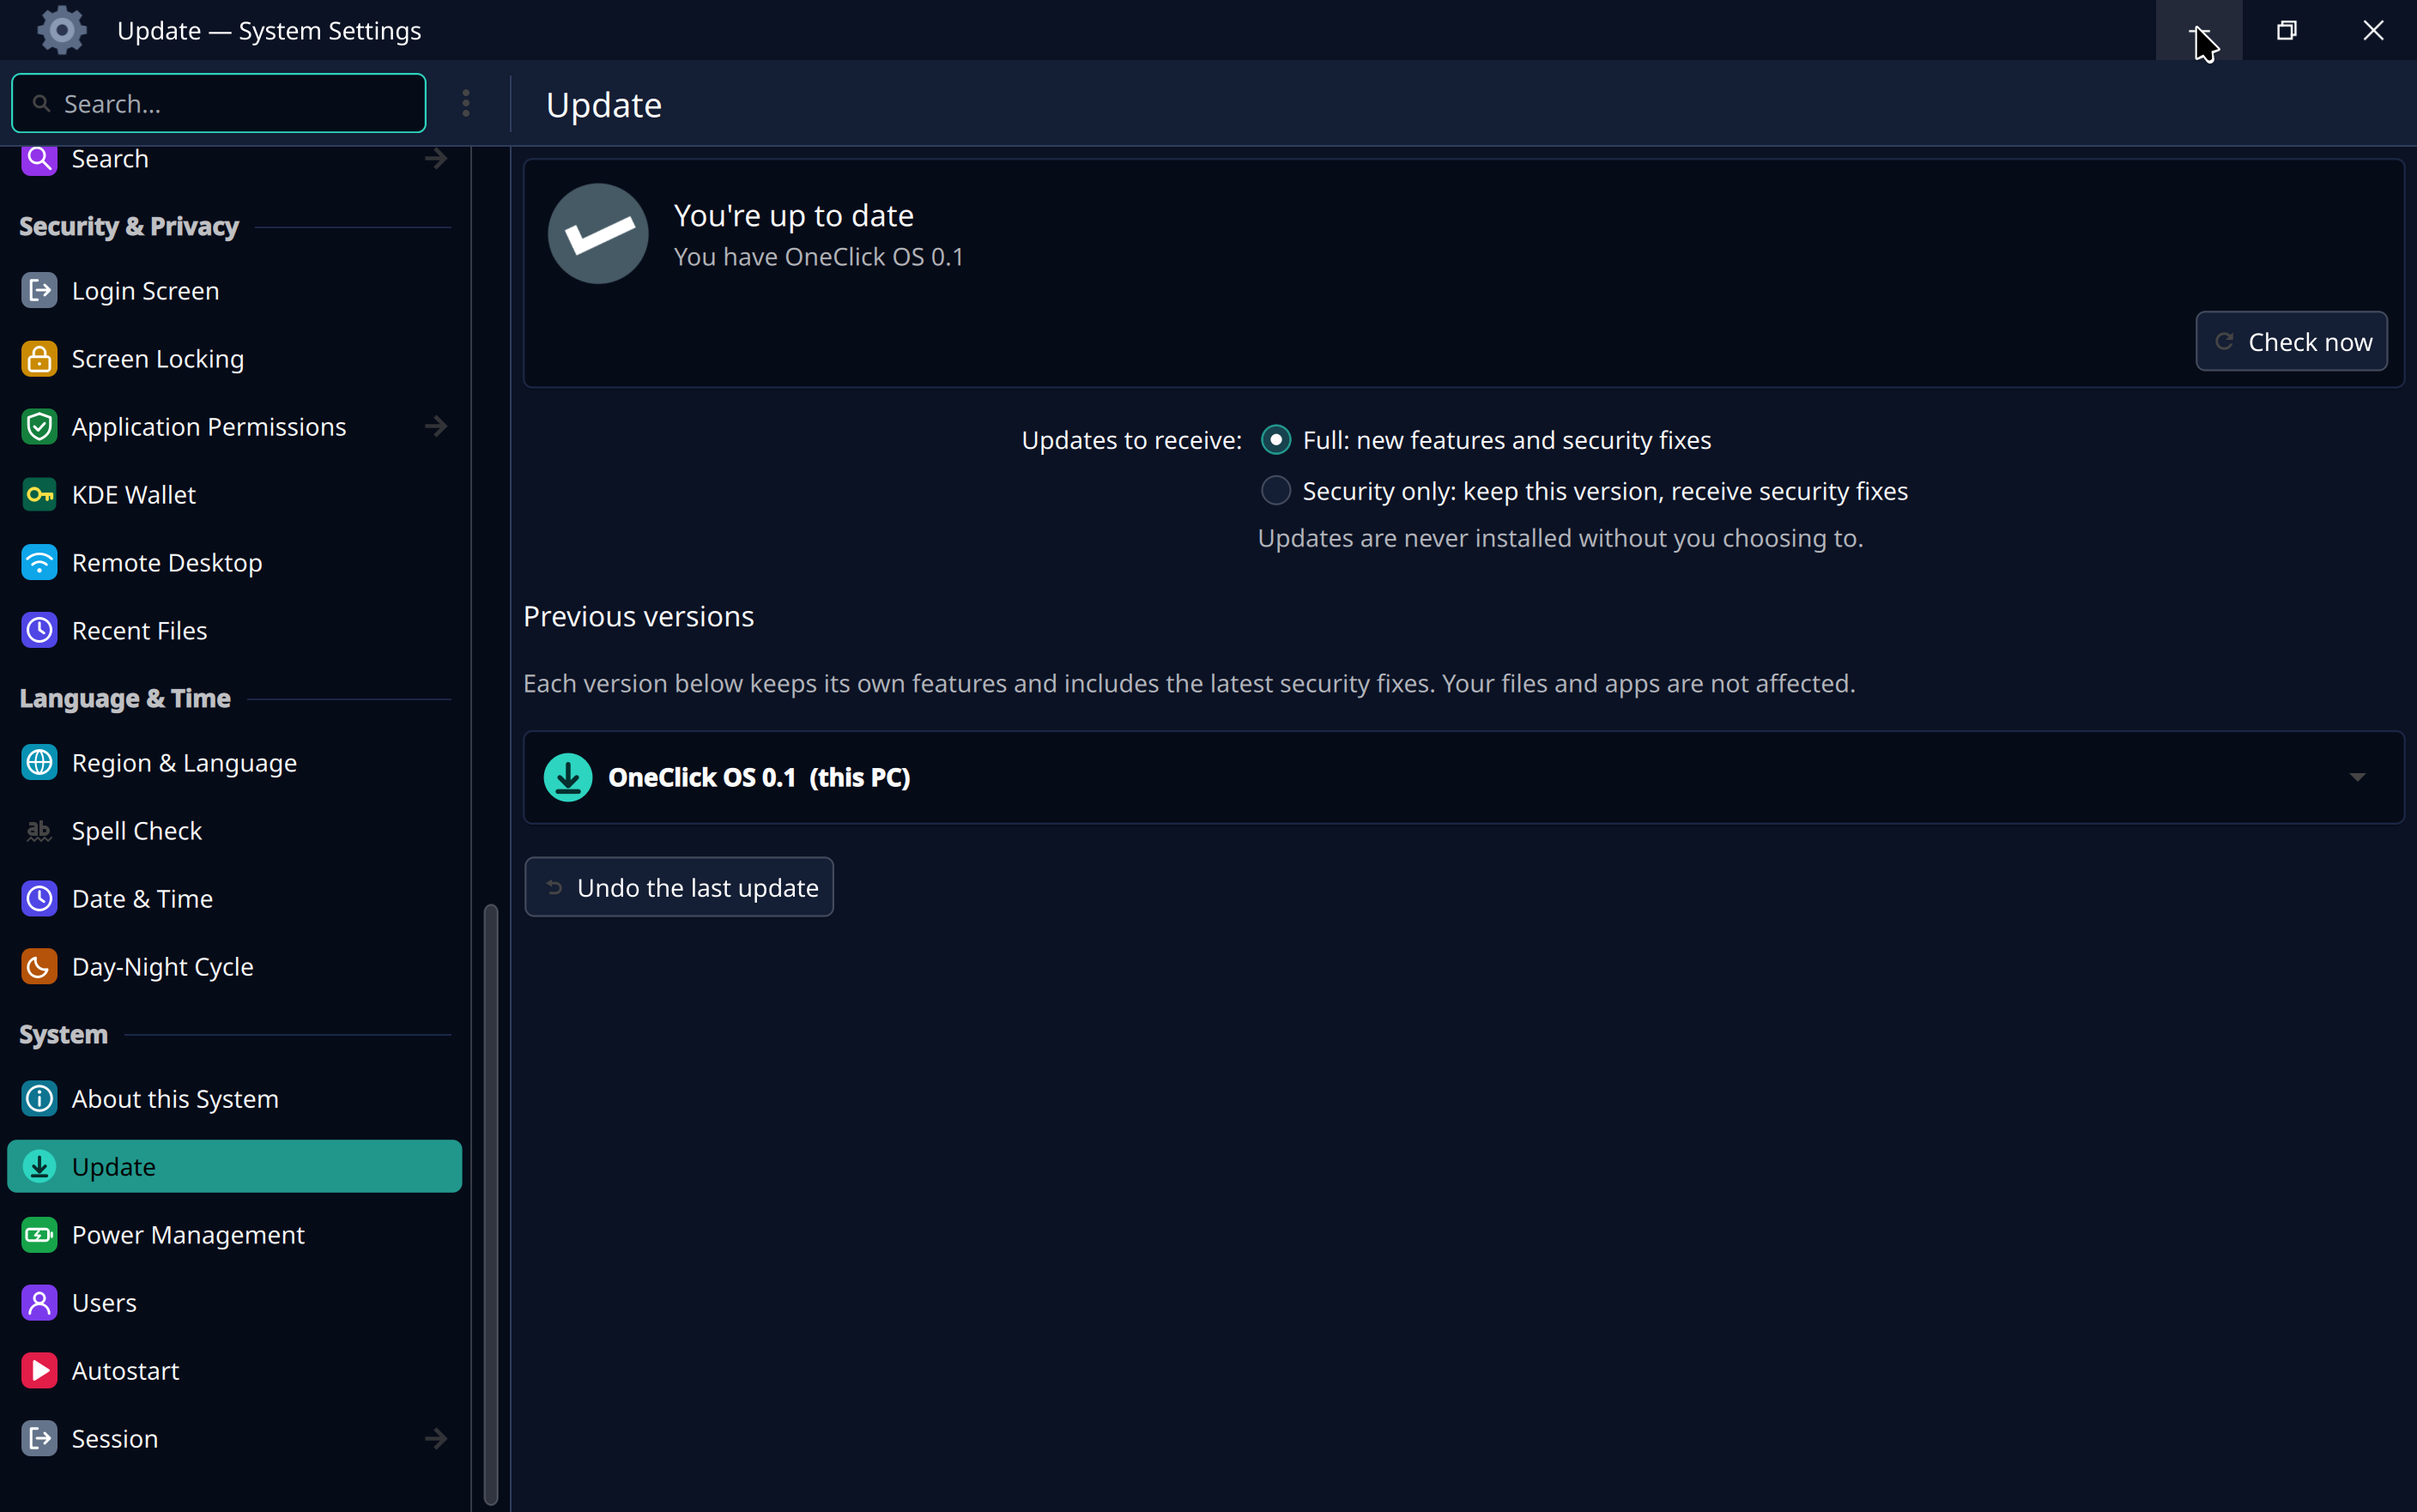 Update — System Settings
Search...
Update
Search
Security & Privacy
Login Screen
Screen Locking
Application Permissions
KDE Wallet
Remote Desktop
Recent Files
Language & Time
Region & Language
ab
Spell Check
Date & Time
Day-Night Cycle
System
About this System
Update
Power Management
Users
Autostart
Session
You're up to date
You have OneClick OS 0.1
Check now
Updates to receive:
Full: new features and security fixes
Security only: keep this version, receive security fixes
Updates are never installed without you choosing to.
Previous versions
Each version below keeps its own features and includes the latest security fixes. Your files and apps are not affected.
OneClick OS 0.1 (this PC)
Undo the last update